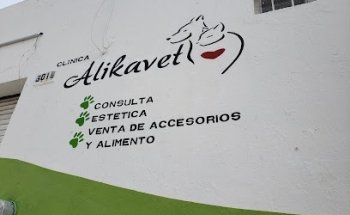 CLINICA
Alikavet
CONSULTA
ESTETICA
VENTA DE ACCESORIOS
Y ALIMENTO